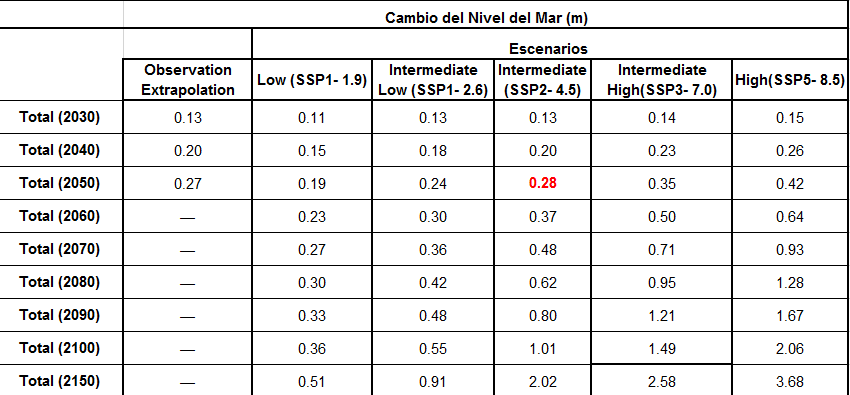 Cambio del Nivel del Mar (m)
Escenarios
Observation Extrapolation Low (SSP1- 1.9) Intermediate Low (SSP1- 2.6) Intermediate (SSP2- 4.5) Intermediate High(SSP3- 7.0) High(SSP5- 8.5)
Total (2030) 0.13 0.11 0.13 0.13 0.14 0.15
Total (2040) 0.20 0.15 0.18 0.20 0.23 0.26
Total (2050) 0.27 0.19 0.24 0.28 0.35 0.42
Total (2060) — 0.23 0.30 0.37 0.50 0.64
Total (2070) — 0.27 0.36 0.48 0.71 0.93
Total (2080) — 0.30 0.42 0.62 0.95 1.28
Total (2090) — 0.33 0.48 0.80 1.21 1.67
Total (2100) — 0.36 0.55 1.01 1.49 2.06
Total (2150) — 0.51 0.91 2.02 2.58 3.68